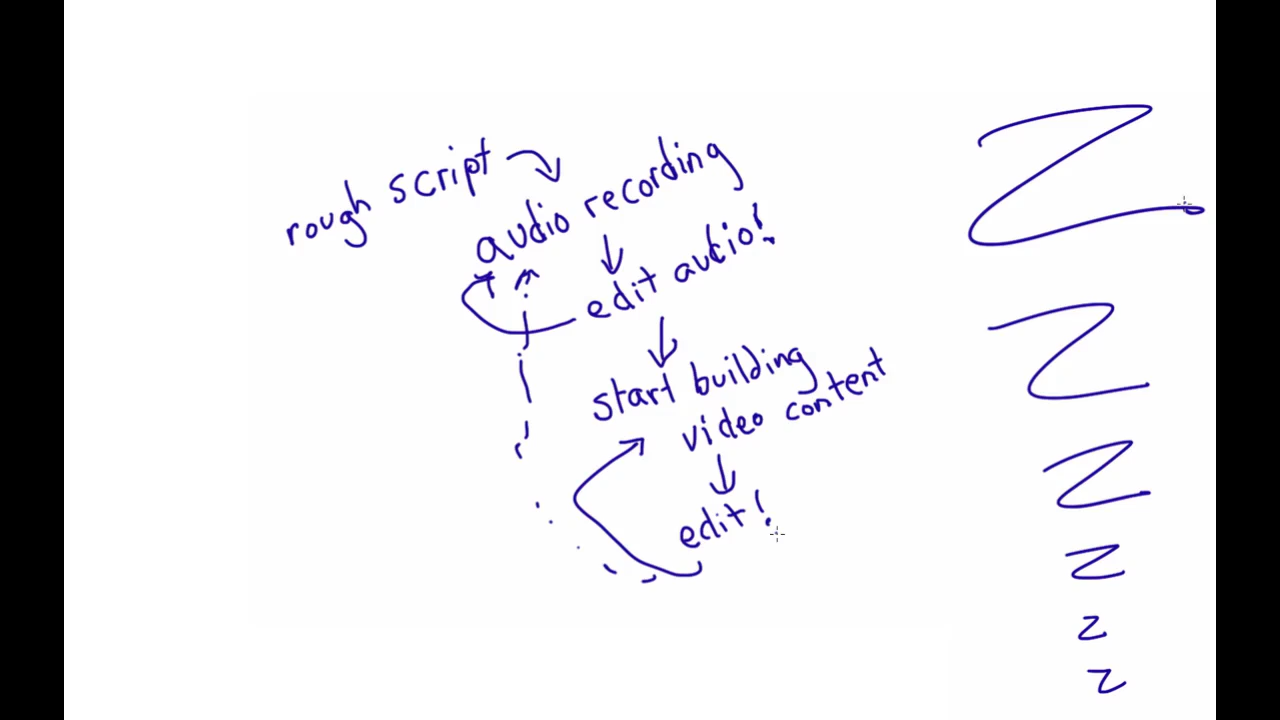 rough script
audio recording
edit audio!
start building
video content
edit!
Z
Z
Z
Z
Z
Z